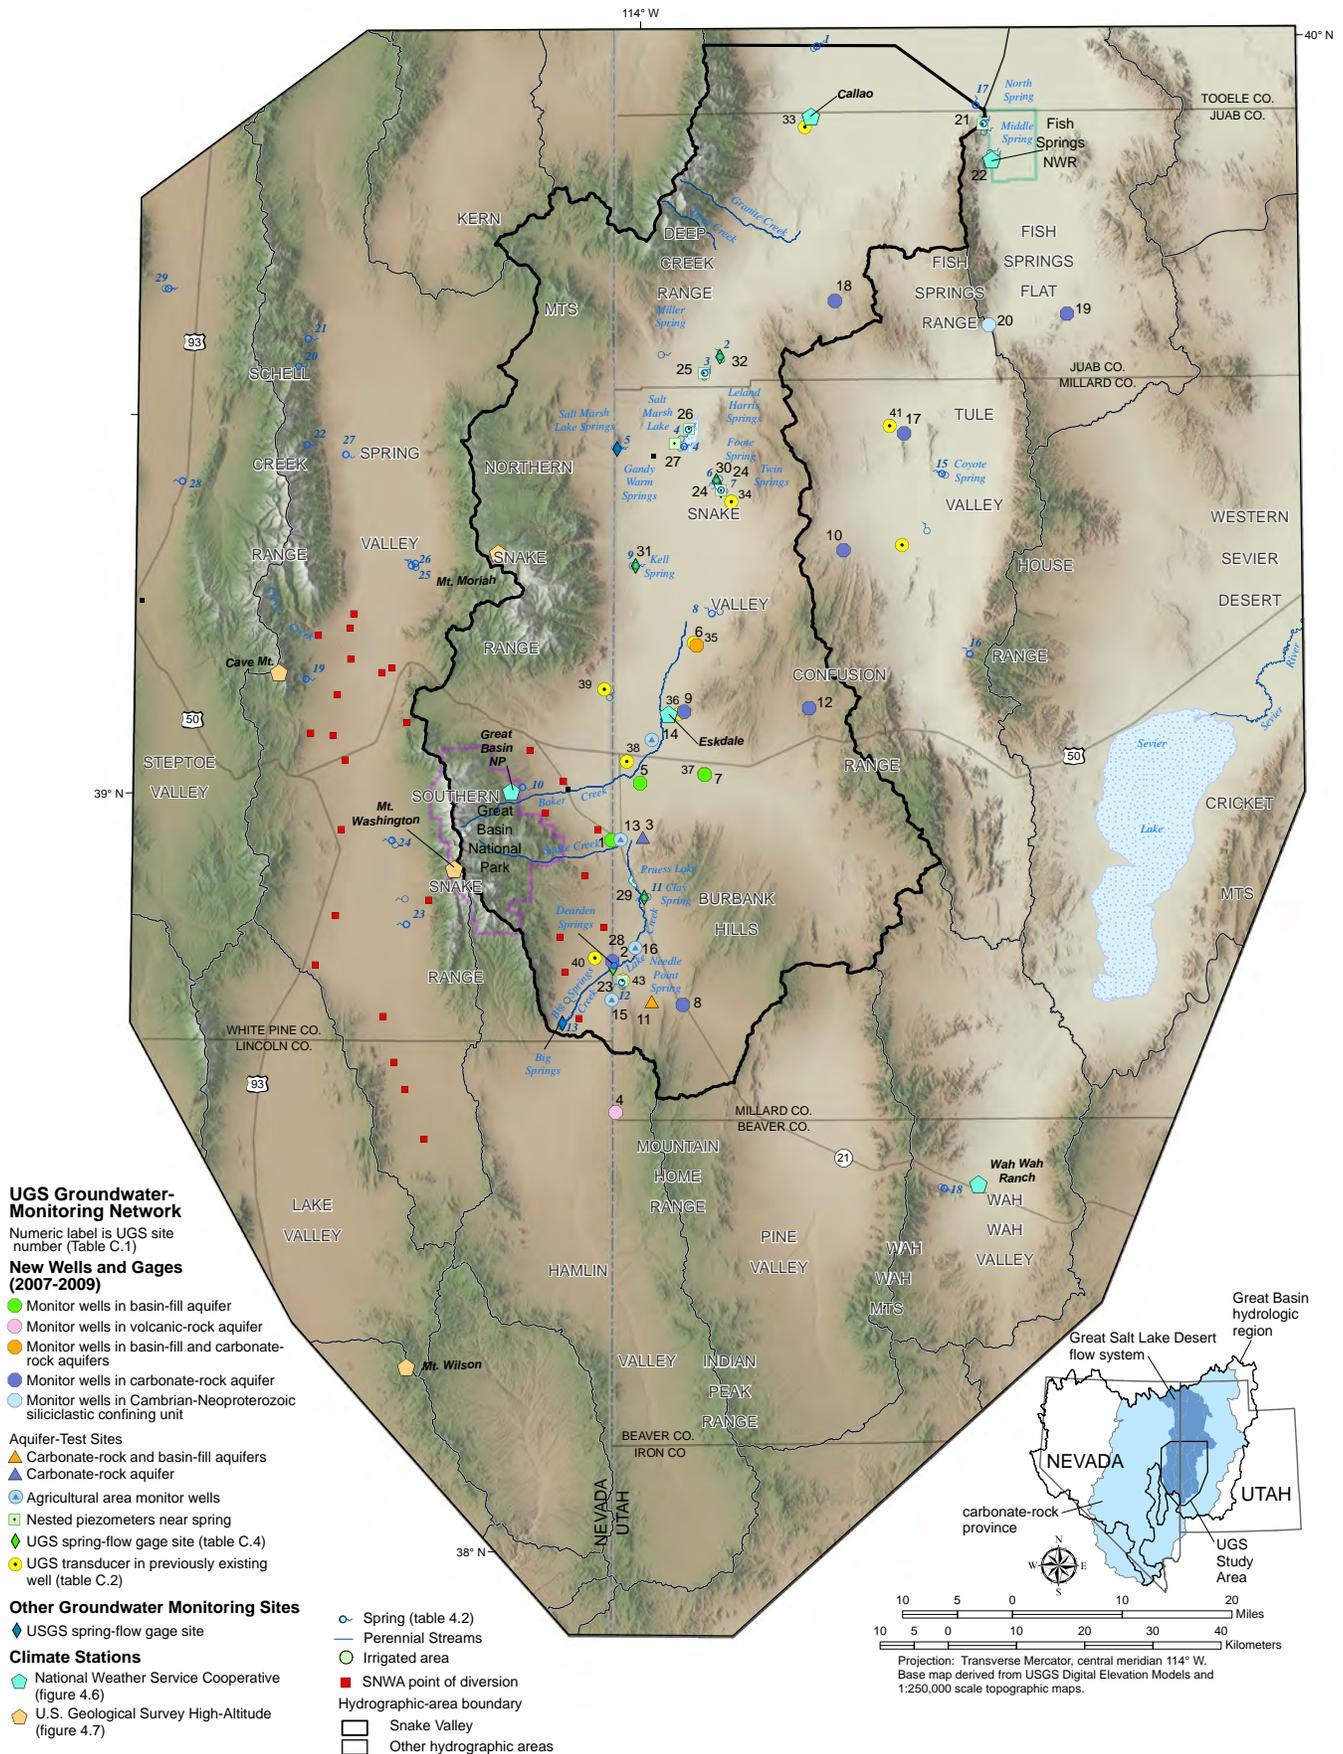 114° W
40° N
1
Callao
17
North
Spring
TOOELE CO.
JUAB CO.
33
21
Middle
Spring
Fish
Springs
NWR
22
KERN
Granite Creek
Creek
DEEP
CREEK
RANGE
FISH
SPRINGS
FLAT
FISH
SPRINGS
RANGE
29
18
19
20
MTS
Miller
Spring
21
93
20
2
32
3
25
SCHELL
JUAB CO.
MILLARD CO.
Leland
Harris
Springs
Salt
Marsh
Lake
Salt Marsh
Lake Springs
26
41
17
TULE
22
27
4
4
5
Foote
Spring
27
SPRING
CREEK
NORTHERN
Gandy
Warm
Springs
30
24
Twin
Springs
15
Coyote
Spring
28
6
7
24
34
SNAKE
VALLEY
WESTERN
SEVIER
DESERT
VALLEY
RANGE
SNAKE
10
31
9
Kell
Spring
HOUSE
26
25
Mt. Moriah
8
VALLEY
6
35
16
RANGE
RANGE
River
Sevier
Cave Mt.
19
39
CONFUSION
36
9
12
50
Great
Basin
NP
14
Eskdale
Sevier
38
50
STEPTOE
VALLEY
5
37
7
RANGE
39° N
SOUTHERN
10
Baker
Creek
CRICKET
Mt.
Washington
Great
Basin
National
Park
13
3
1
Snake Creek
Lake
24
Pruess Lake
SNAKE
29
11
Clay
Spring
BURBANK
HILLS
MTS
23
Dearden
Springs
Creek
28
2
16
40
Lake
Needle
Point
Spring
RANGE
23
43
12
Big Springs
Creek
15
11
8
13
WHITE PINE CO.
LINCOLN CO.
Big
Springs
93
4
MILLARD CO.
BEAVER CO.
MOUNTAIN
HOME
RANGE
21
Wah Wah
Ranch
18
WAH
WAH
VALLEY
LAKE
VALLEY
PINE
VALLEY
WAH
WAH
MTS
HAMLIN
VALLEY
INDIAN
PEAK
RANGE
Mt. Wilson
BEAVER CO.
IRON CO
NEVADA
UTAH
38° N
UGS Groundwater-
Monitoring Network
Numeric label is UGS site
number (Table C.1)
New Wells and Gages
(2007-2009)
Monitor wells in basin-fill aquifer
Monitor wells in volcanic-rock aquifer
Monitor wells in basin-fill and carbonate-
rock aquifers
Monitor wells in carbonate-rock aquifer
Monitor wells in Cambrian-Neoproterozoic
siliciclastic confining unit
Aquifer-Test Sites
Carbonate-rock and basin-fill aquifers
Carbonate-rock aquifer
Agricultural area monitor wells
Nested piezometers near spring
UGS spring-flow gage site (table C.4)
UGS transducer in previously existing
well (table C.2)
Other Groundwater Monitoring Sites
USGS spring-flow gage site
Climate Stations
National Weather Service Cooperative
(figure 4.6)
U.S. Geological Survey High-Altitude
(figure 4.7)
Spring (table 4.2)
Perennial Streams
Irrigated area
SNWA point of diversion
Hydrographic-area boundary
Snake Valley
Other hydrographic areas
Great Basin
hydrologic
region
Great Salt Lake Desert
flow system
NEVADA
UTAH
carbonate-rock
province
UGS
Study
Area
N
W
E
S
10 5 0 10 20
Miles
10 5 0 10 20 30 40
Kilometers
Projection: Transverse Mercator, central meridian 114° W.
Base map derived from USGS Digital Elevation Models and
1:250,000 scale topographic maps.